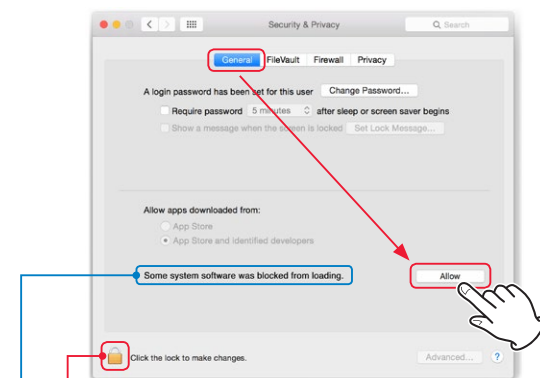 Security & Privacy
Search
General FileVault Firewall Privacy
A login password has been set for this user Change Password...
Require password 5 minutes after sleep or screen saver begins
Show a message when the screen is locked Set Lock Message...
Allow apps downloaded from:
App Store
App Store and identified developers
Some system software was blocked from loading. Allow
Click the lock to make changes. Advanced... ?